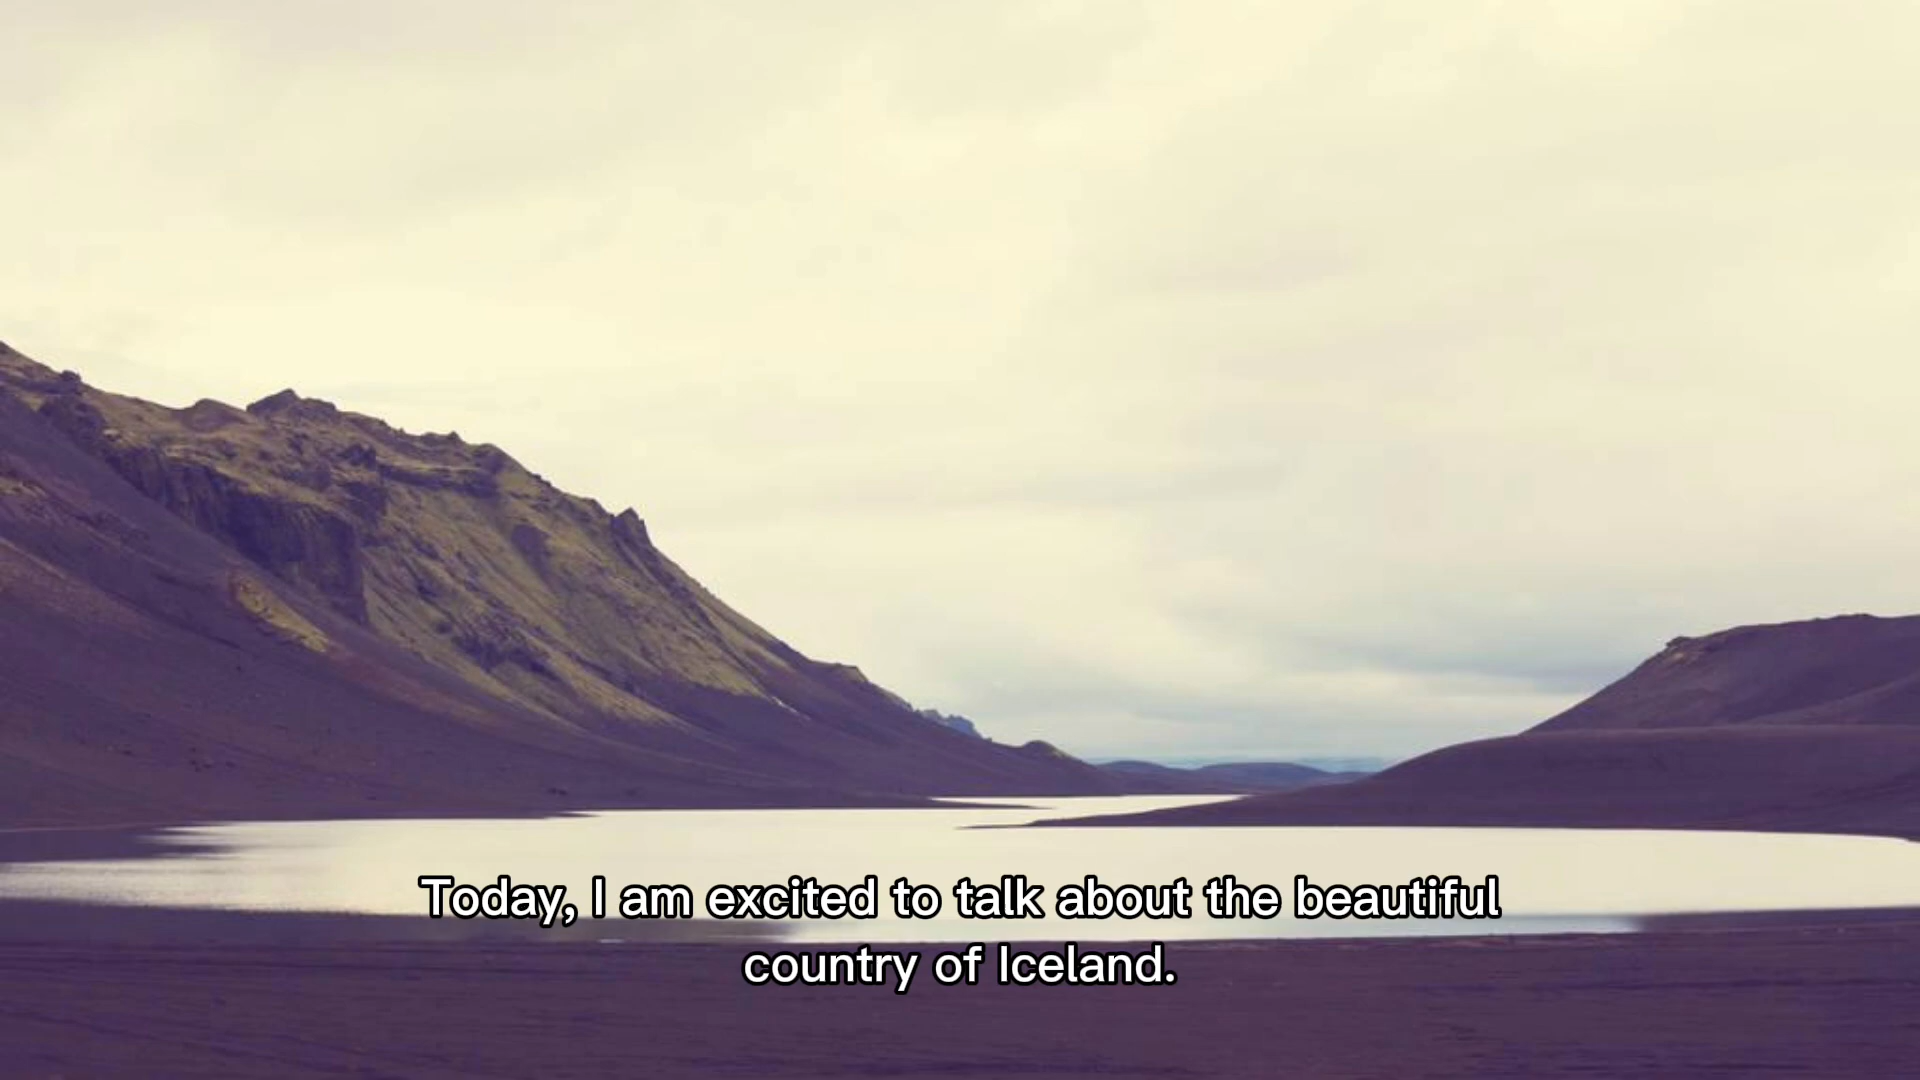 Today, I am excited to talk about the beautiful
country of Iceland.